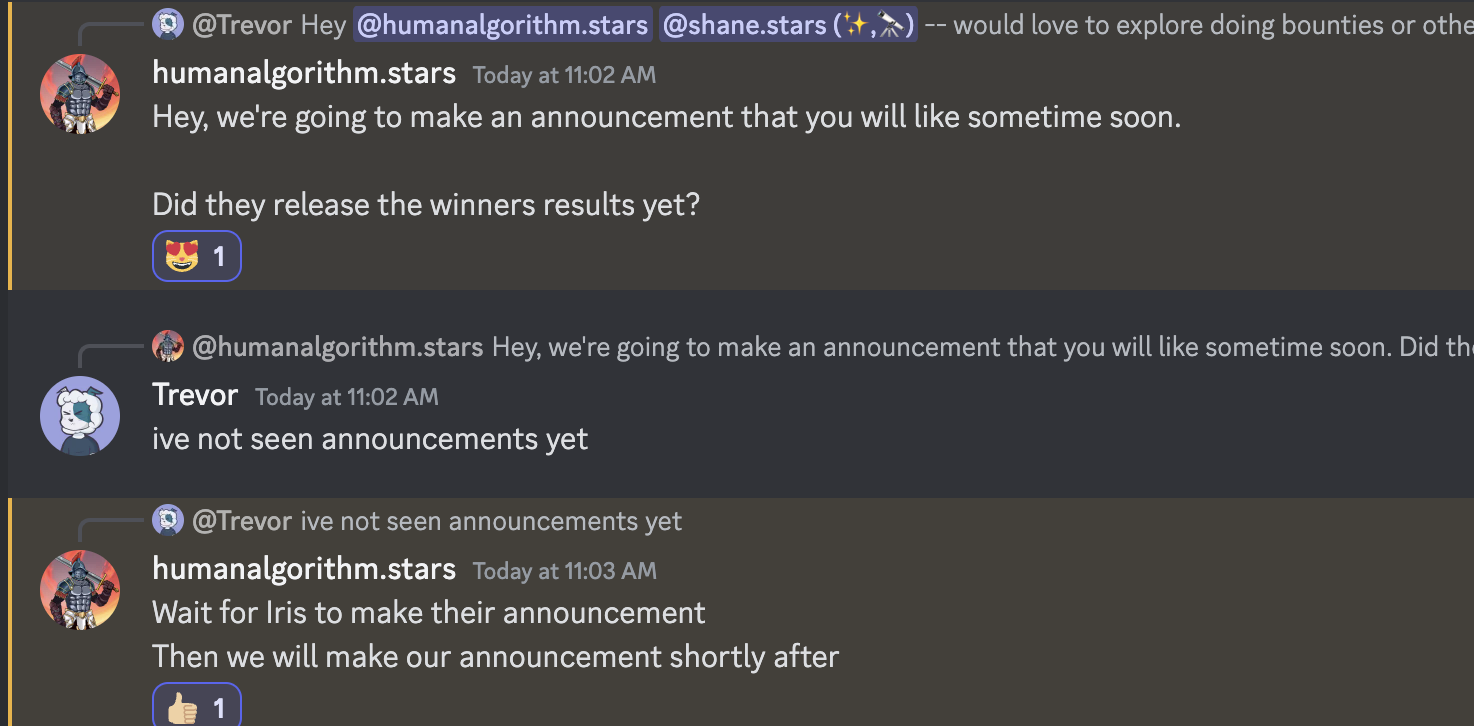 @Trevor Hey @humanalgorithm.stars @shane.stars (✨,🔭) -- would love to explore doing bounties or othe
humanalgorithm.stars Today at 11:02 AM
Hey, we're going to make an announcement that you will like sometime soon.
Did they release the winners results yet?
😻 1
@humanalgorithm.stars Hey, we're going to make an announcement that you will like sometime soon. Did the
Trevor Today at 11:02 AM
ive not seen announcements yet
@Trevor ive not seen announcements yet
humanalgorithm.stars Today at 11:03 AM
Wait for Iris to make their announcement
Then we will make our announcement shortly after
👍🏼 1